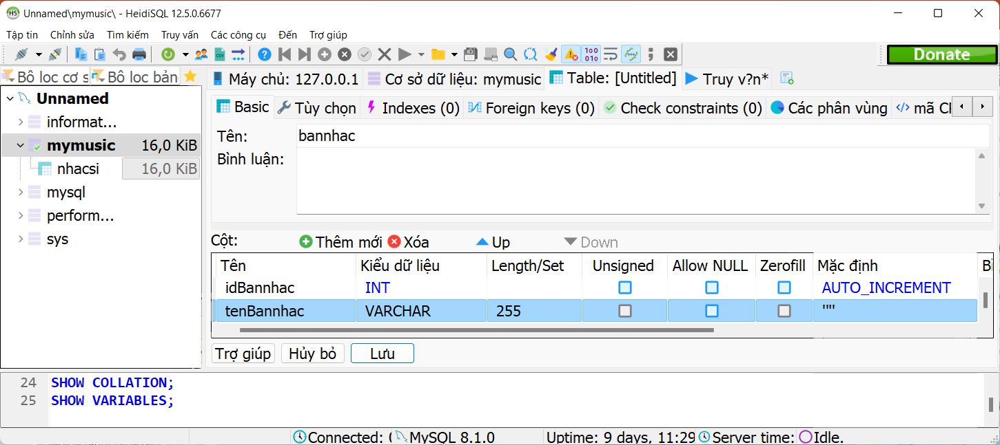 Unnamed\mymusic\ - HeidiSQL 12.5.0.6677
Tập tin Chỉnh sửa Tìm kiếm Truy vấn Các công cụ Đến Trợ giúp
Donate
Bô loc cơ s Bô loc bản Máy chủ: 127.0.0.1 Cơ sở dữ liệu: mymusic Table: [Untitled] Truy v?n*
Unnamed
informat...
mymusic 16,0 KiB
nhacsi 16,0 KiB
mysql
perform...
sys
Basic Tùy chọn Indexes (0) Foreign keys (0) Check constraints (0) Các phân vùng mã CR
Tên: bannhac
Bình luận:
Cột: Thêm mới Xóa Up Down
Tên Kiểu dữ liệu Length/Set Unsigned Allow NULL Zerofill Mặc định
idBannhac INT AUTO_INCREMENT
tenBannhac VARCHAR 255 '""'
Trợ giúp Hủy bỏ Lưu
24 SHOW COLLATION;
25 SHOW VARIABLES;
Connected: MySQL 8.1.0 Uptime: 9 days, 11:29 Server time: Idle.